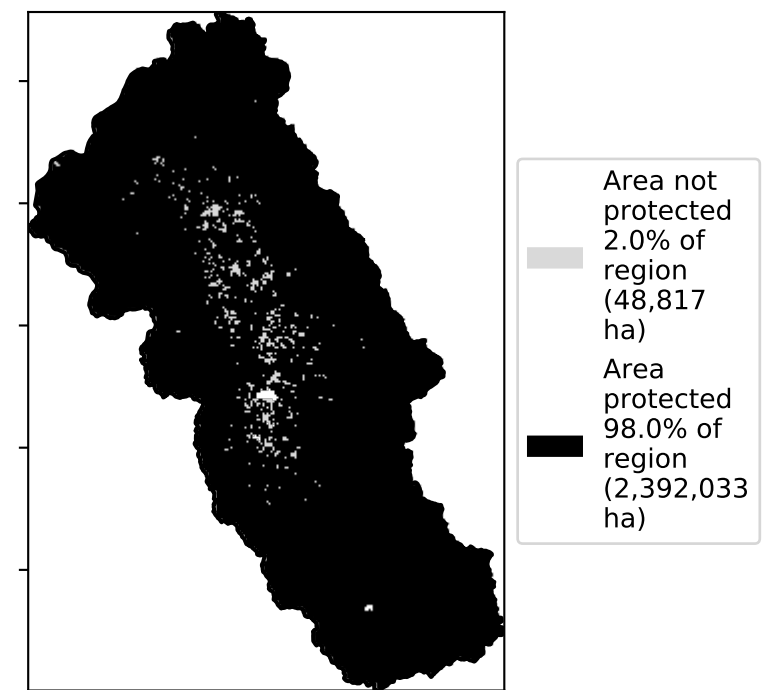 Area not
protected
2.0% of
region
(48,817
ha)
Area
protected
98.0% of
region
(2,392,033
ha)